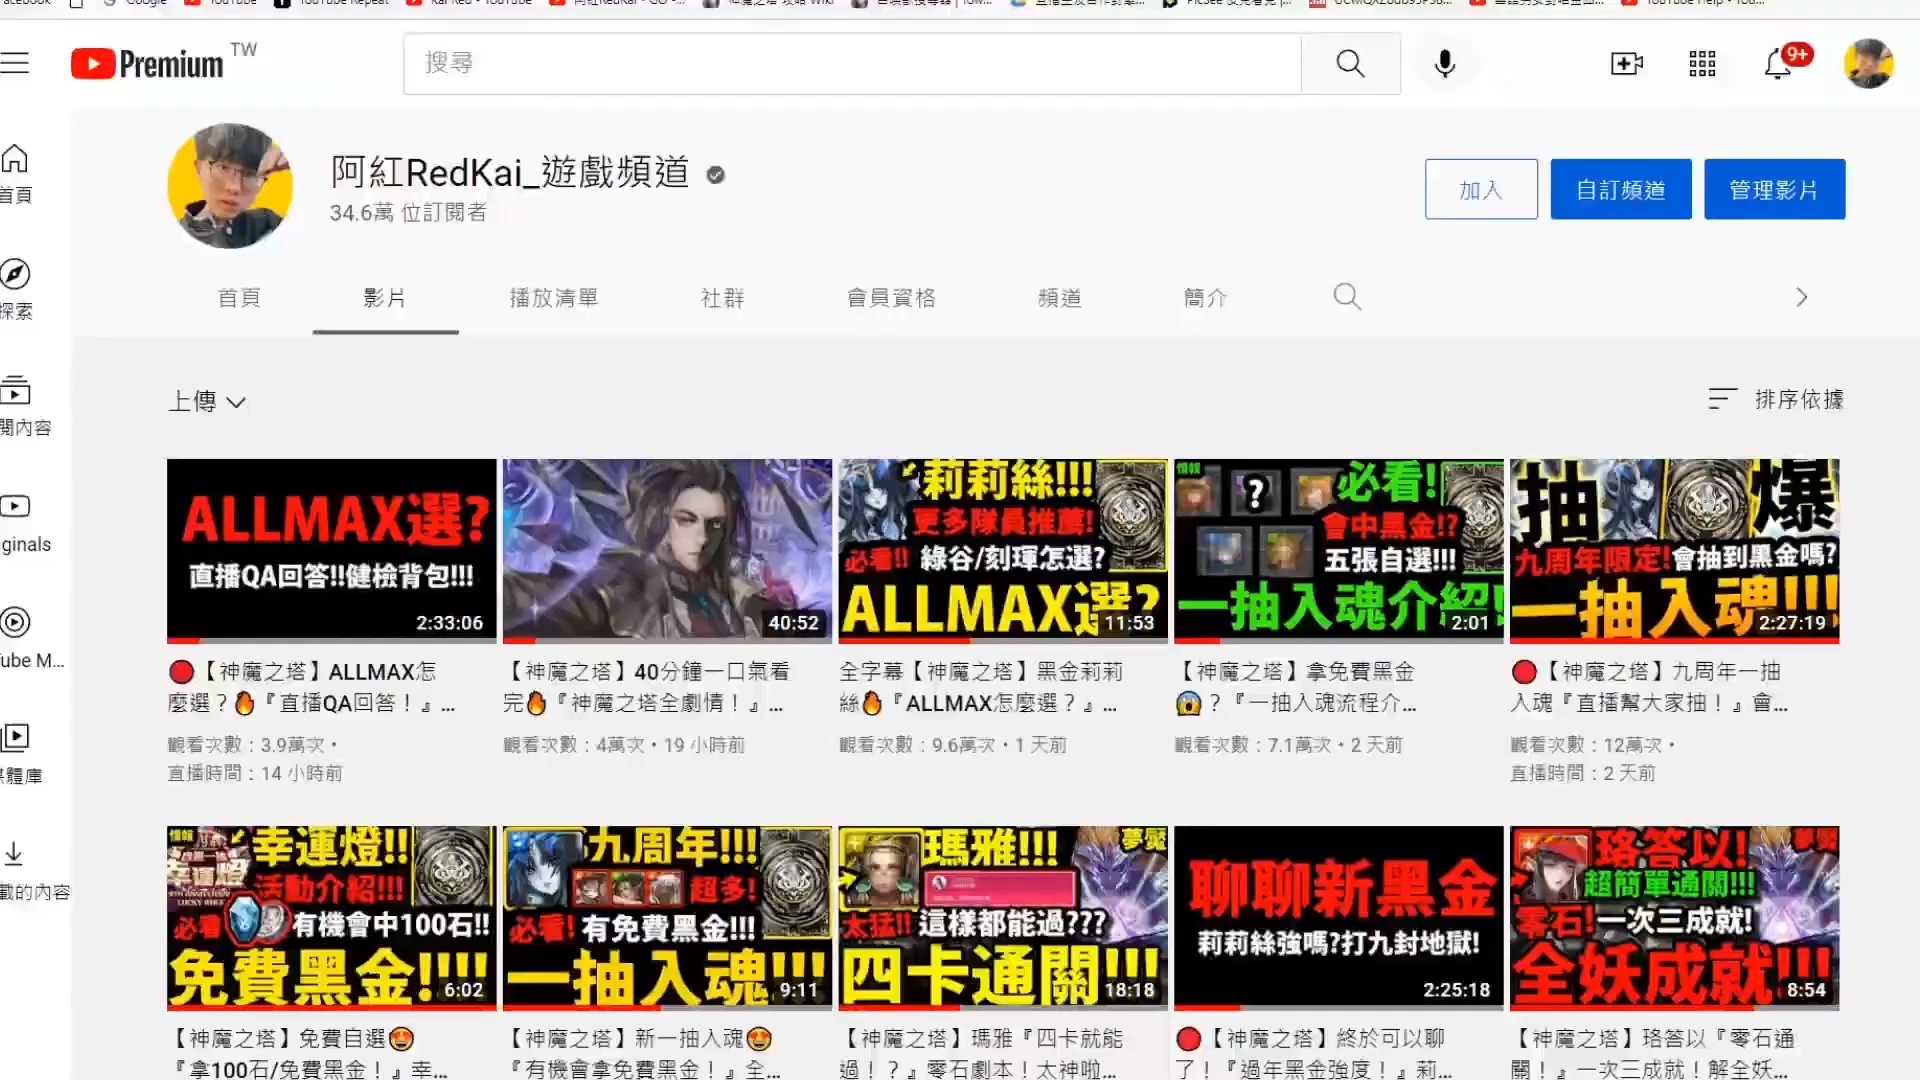 Google
YouTube
YouTube Repeat
Premium TW
搜尋
9+
首頁
探索
閱內容
ginals
ube M...
媒體庫
載的內容
阿紅RedKai_遊戲頻道
34.6萬 位訂閱者
加入
自訂頻道
管理影片
首頁
影片
播放清單
社群
會員資格
頻道
簡介
上傳
排序依據
ALLMAX選?
直播QA回答!!健檢背包!!!
2:33:06
🔴【神魔之塔】ALLMAX怎
麼選？🔥『直播QA回答！』...
觀看次數：3.9萬次・
直播時間：14 小時前
40:52
【神魔之塔】40分鐘一口氣看
完🔥『神魔之塔全劇情！』...
觀看次數：4萬次・19 小時前
莉莉絲!!!
更多隊員推薦!
必看!! 綠谷/刻琿怎選?
ALLMAX選?
11:53
全字幕【神魔之塔】黑金莉莉
絲🔥『ALLMAX怎麼選？』...
觀看次數：9.6萬次・1 天前
情報
?
必看!
會中黑金!?
五張自選!!!
一抽入魂介紹!
2:01
【神魔之塔】拿免費黑金
😱？『一抽入魂流程介...
觀看次數：7.1萬次・2 天前
抽 爆
九周年限定!會抽到黑金嗎?
一抽入魂!!!
2:27:19
🔴【神魔之塔】九周年一抽
入魂『直播幫大家抽！』會...
觀看次數：12萬次・
直播時間：2 天前
情報
幸運燈!!
活動介紹!!!
必看 有機會中100石!!
免費黑金!!!!
6:02
【神魔之塔】免費自選😍
『拿100石/免費黑金！』幸...
九周年!!!
超多!
必看! 有免費黑金!!!
一抽入魂!!!
9:11
【神魔之塔】新一抽入魂😍
『有機會拿免費黑金！』全...
瑪雅!!!
夢魘
太猛!! 這樣都能過???
四卡通關!!!
18:18
【神魔之塔】瑪雅『四卡就能
過！？』零石劇本！太神啦...
聊聊新黑金
莉莉絲強嗎?打九封地獄!
2:25:18
🔴【神魔之塔】終於可以聊
了！『過年黑金強度！』莉...
珞答以!
夢魘
超簡單通關!!!
零石!一次三成就!
全妖成就!!!
8:54
【神魔之塔】珞答以『零石通
關！』一次三成就！解全妖...